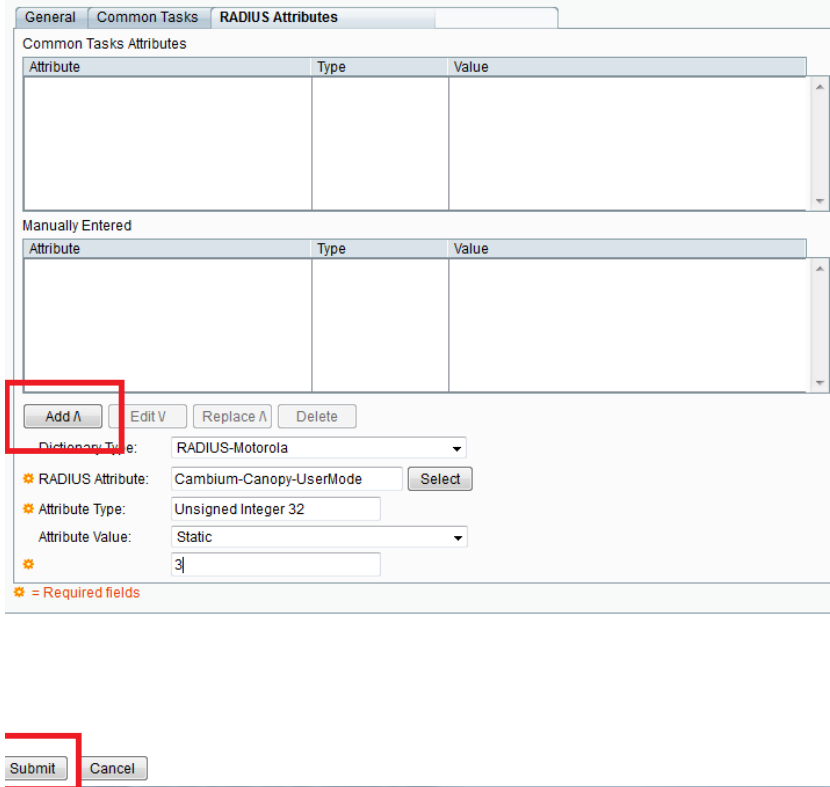 General Common Tasks RADIUS Attributes
Common Tasks Attributes
Attribute Type Value
Manually Entered
Attribute Type Value
Add /\ Edit \/ Replace /\ Delete
Dictionary Type: RADIUS-Motorola
RADIUS Attribute: Cambium-Canopy-UserMode Select
Attribute Type: Unsigned Integer 32
Attribute Value: Static
3
= Required fields
Submit Cancel